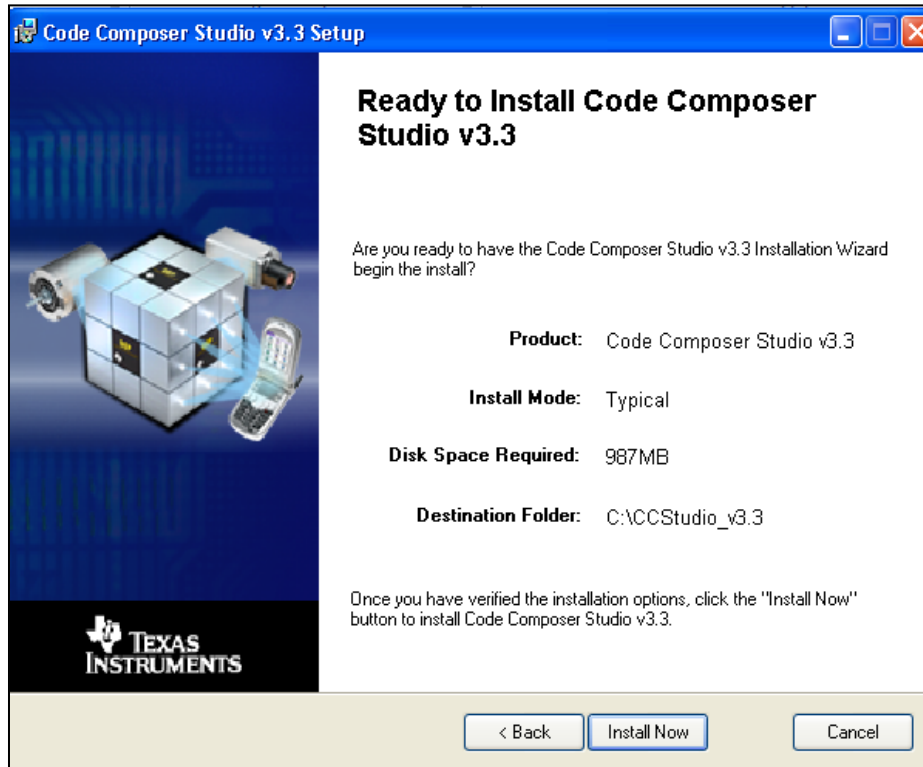 Code Composer Studio v3.3 Setup
Ready to Install Code Composer
Studio v3.3
Are you ready to have the Code Composer Studio v3.3 Installation Wizard
begin the install?
Product: Code Composer Studio v3.3
Install Mode: Typical
Disk Space Required: 987MB
Destination Folder: C:\CCStudio_v3.3
Once you have verified the installation options, click the "Install Now"
button to install Code Composer Studio v3.3.
TEXAS
INSTRUMENTS
< Back Install Now Cancel